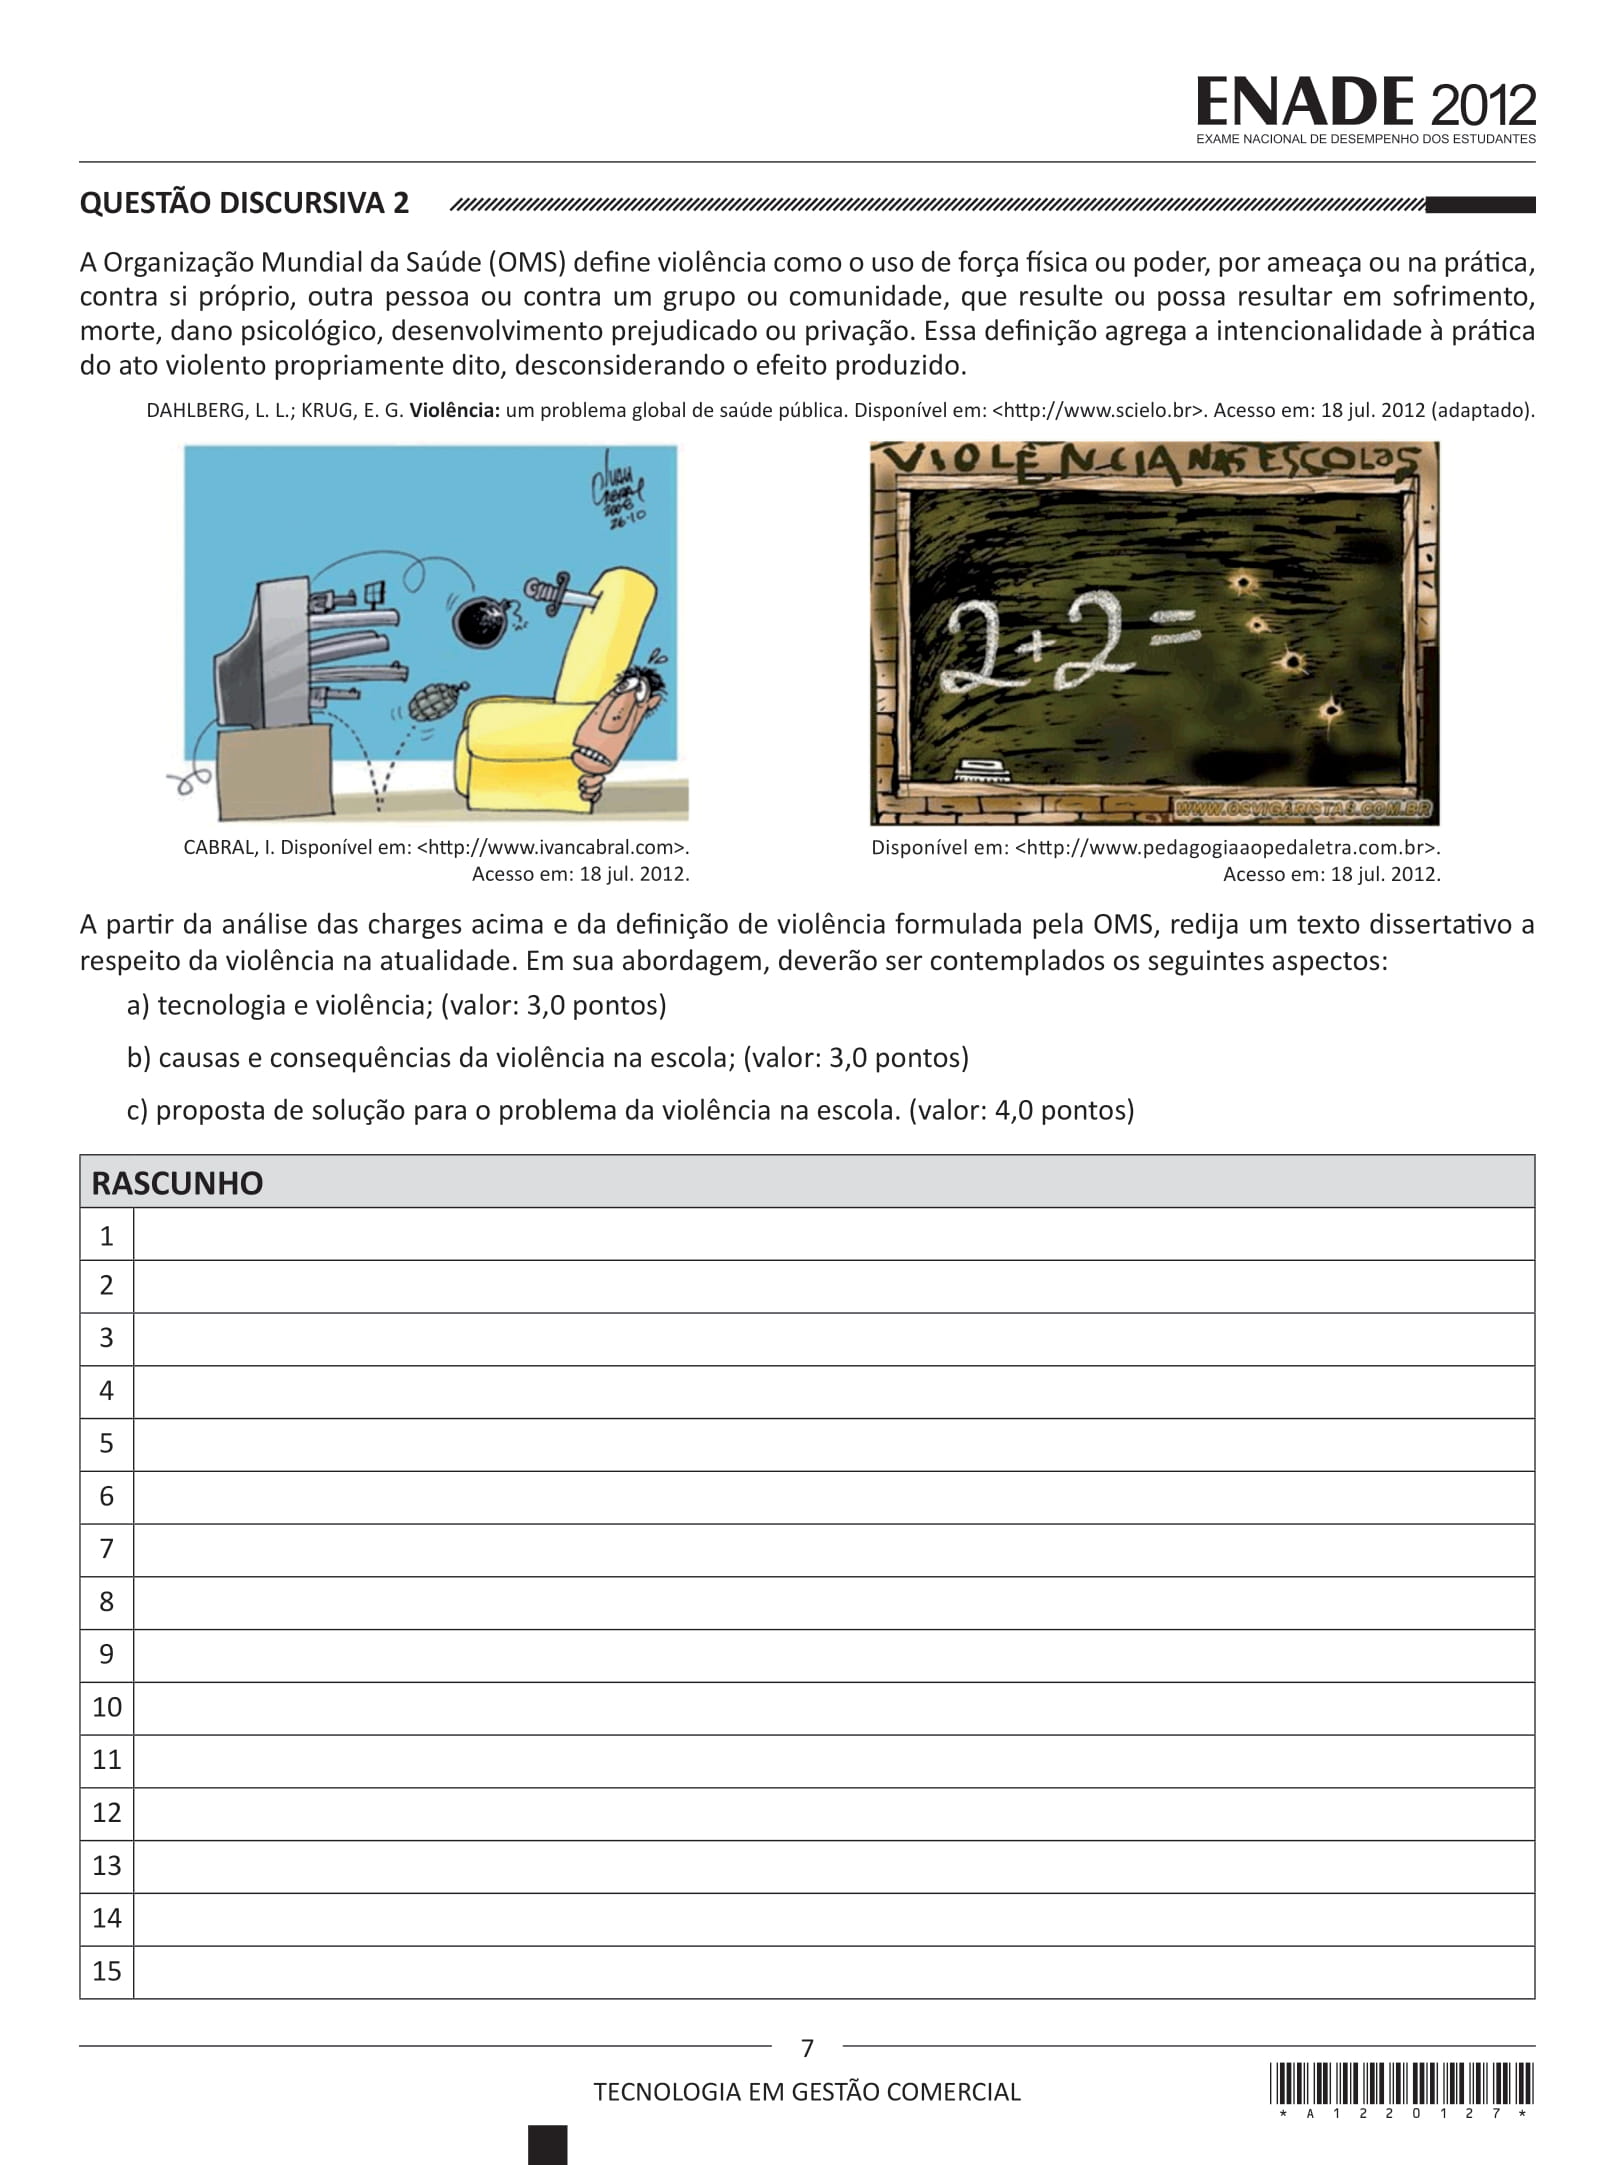 ENADE 2012
EXAME NACIONAL DE DESEMPENHO DOS ESTUDANTES
QUESTÃO DISCURSIVA 2
A Organização Mundial da Saúde (OMS) define violência como o uso de força física ou poder, por ameaça ou na prática,
contra si próprio, outra pessoa ou contra um grupo ou comunidade, que resulte ou possa resultar em sofrimento,
morte, dano psicológico, desenvolvimento prejudicado ou privação. Essa definição agrega a intencionalidade à prática
do ato violento propriamente dito, desconsiderando o efeito produzido.
DAHLBERG, L. L.; KRUG, E. G. Violência: um problema global de saúde pública. Disponível em: <http://www.scielo.br>. Acesso em: 18 jul. 2012 (adaptado).
Ivan
Cabral
2008
26-10
VIOLÊNCIA NAS ESCOLAS
2+2=
WWW.OSVIGARISTAS.COM.BR
CABRAL, I. Disponível em: <http://www.ivancabral.com>.
Acesso em: 18 jul. 2012.
Disponível em: <http://www.pedagogiaaopedaletra.com.br>.
Acesso em: 18 jul. 2012.
A partir da análise das charges acima e da definição de violência formulada pela OMS, redija um texto dissertativo a
respeito da violência na atualidade. Em sua abordagem, deverão ser contemplados os seguintes aspectos:
a) tecnologia e violência; (valor: 3,0 pontos)
b) causas e consequências da violência na escola; (valor: 3,0 pontos)
c) proposta de solução para o problema da violência na escola. (valor: 4,0 pontos)
RASCUNHO
1
2
3
4
5
6
7
8
9
10
11
12
13
14
15
7
TECNOLOGIA EM GESTÃO COMERCIAL
* A 1 2 2 0 1 2 7 *